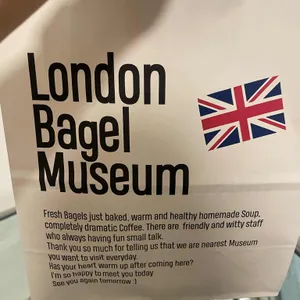 London
Bagel
Museum
Fresh Bagels just baked, warm and healthy homemade Soup,
completely dramatic Coffee. There are friendly and witty staff
who always having fun small talk.
Thank you so much for telling us that we are nearest Museum
you want to visit everyday.
Has your heart warm up after coming here?
I'm so happy to meet you today
See you again tomorrow :)